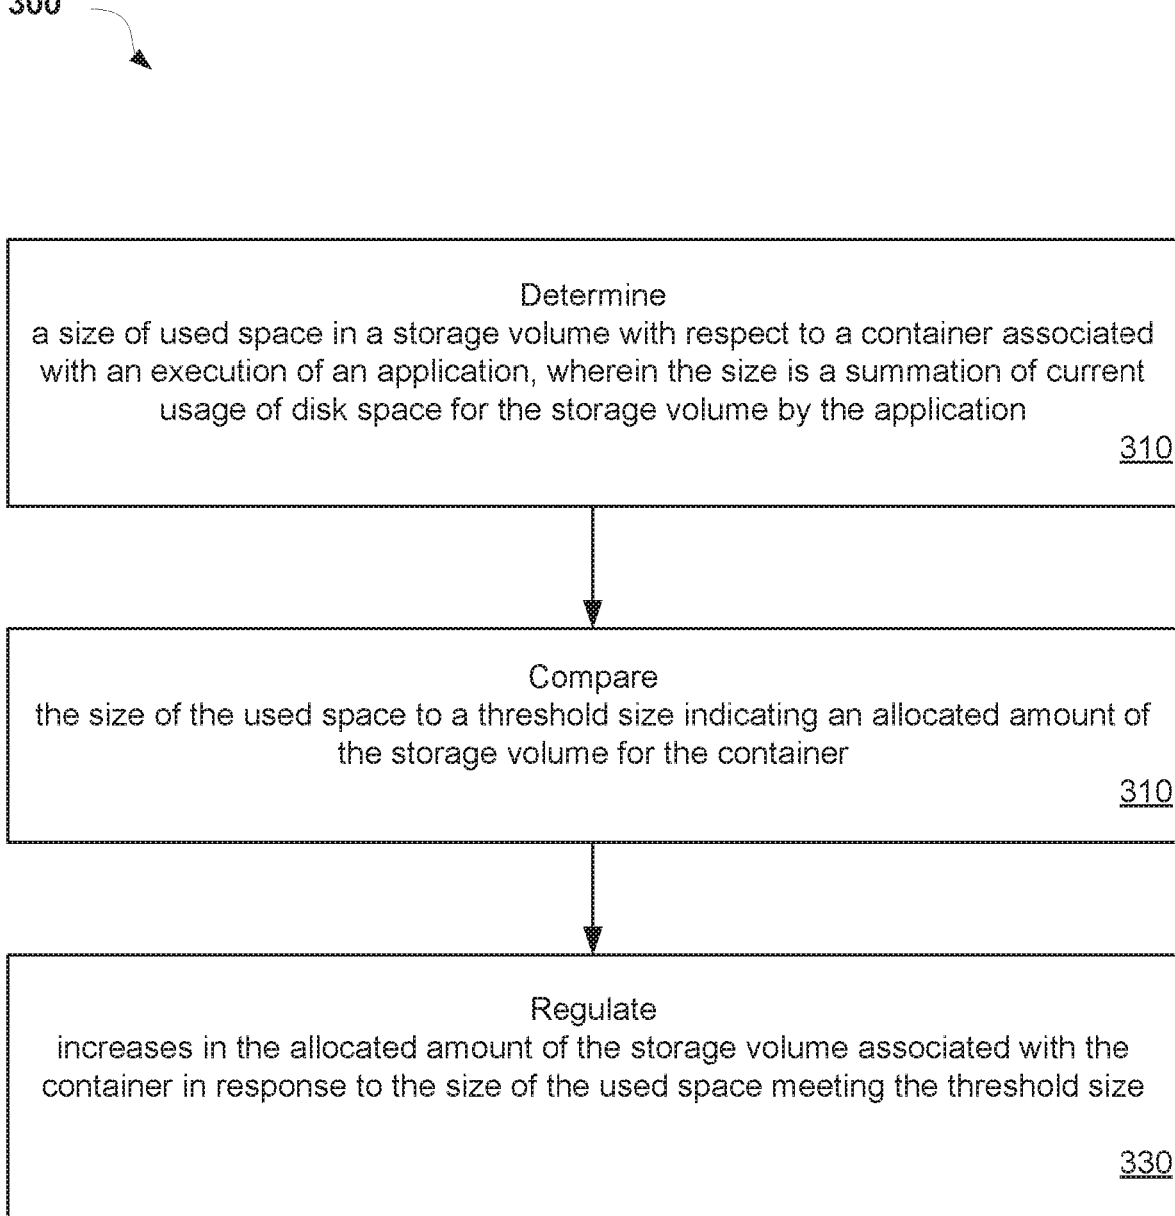 300
Determine
a size of used space in a storage volume with respect to a container associated
with an execution of an application, wherein the size is a summation of current
usage of disk space for the storage volume by the application
310
Compare
the size of the used space to a threshold size indicating an allocated amount of
the storage volume for the container
310
Regulate
increases in the allocated amount of the storage volume associated with the
container in response to the size of the used space meeting the threshold size
330